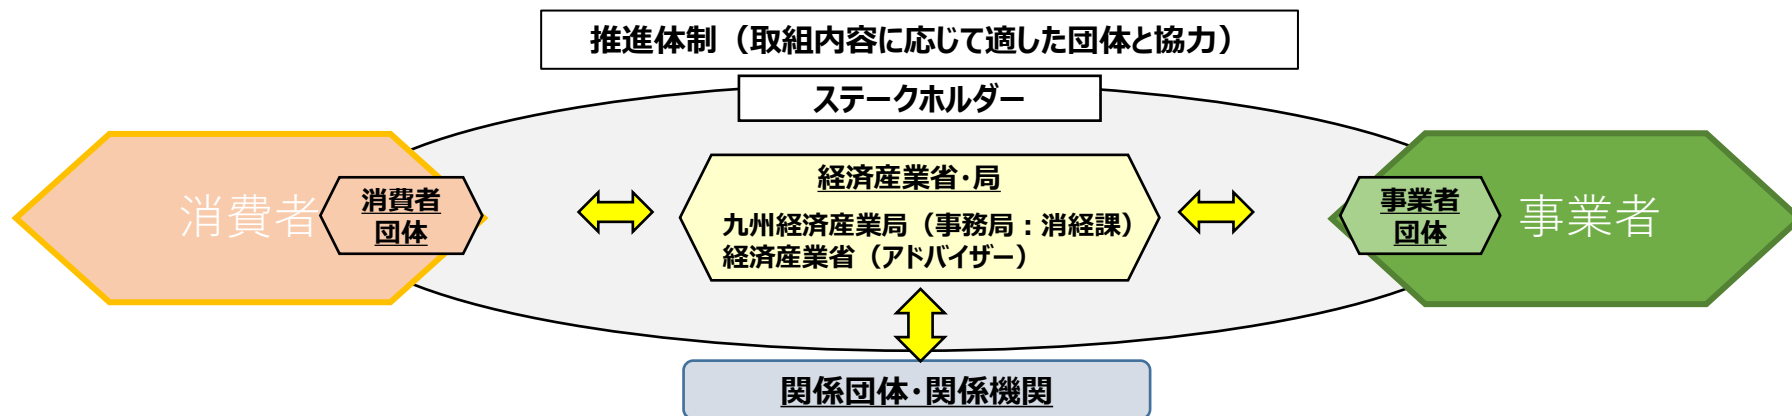 推進体制（取組内容に応じて適した団体と協力）
ステークホルダー
消費者
消費者
団体
経済産業省・局
九州経済産業局（事務局：消経課）
経済産業省（アドバイザー）
事業者
団体
事業者
関係団体・関係機関